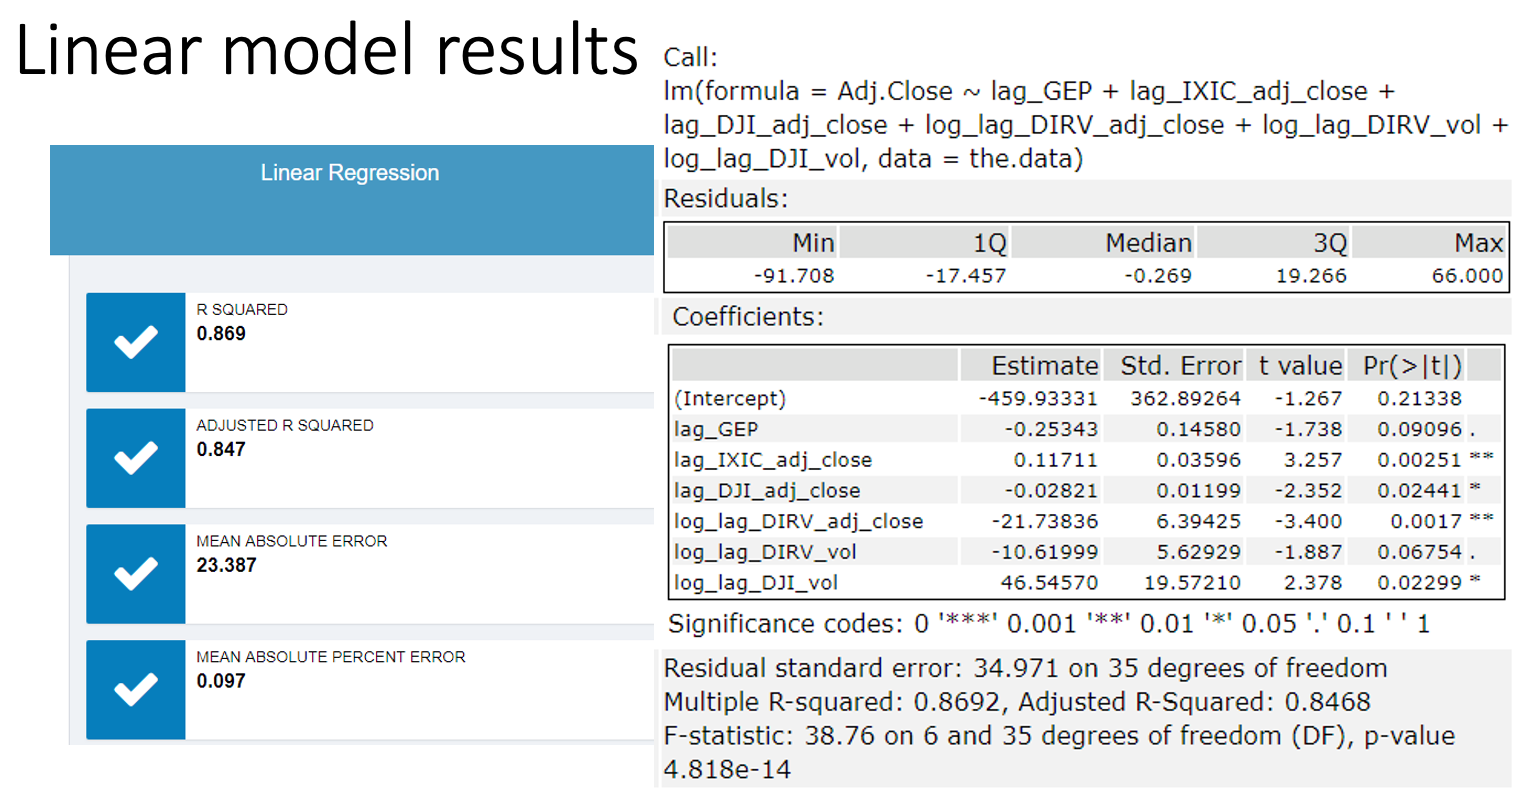 Linear model results
Linear Regression
R SQUARED
0.869
ADJUSTED R SQUARED
0.847
MEAN ABSOLUTE ERROR
23.387
MEAN ABSOLUTE PERCENT ERROR
0.097
Call:
lm(formula = Adj.Close ~ lag_GEP + lag_IXIC_adj_close +
lag_DJI_adj_close + log_lag_DIRV_adj_close + log_lag_DIRV_vol +
log_lag_DJI_vol, data = the.data)
Residuals:
Min 1Q Median 3Q Max
-91.708 -17.457 -0.269 19.266 66.000
Coefficients:
Estimate Std. Error t value Pr(>|t|)
(Intercept) -459.93331 362.89264 -1.267 0.21338
lag_GEP -0.25343 0.14580 -1.738 0.09096 .
lag_IXIC_adj_close 0.11711 0.03596 3.257 0.00251 **
lag_DJI_adj_close -0.02821 0.01199 -2.352 0.02441 *
log_lag_DIRV_adj_close -21.73836 6.39425 -3.400 0.0017 **
log_lag_DIRV_vol -10.61999 5.62929 -1.887 0.06754 .
log_lag_DJI_vol 46.54570 19.57210 2.378 0.02299 *
Significance codes: 0 '***' 0.001 '**' 0.01 '*' 0.05 '.' 0.1 ' ' 1
Residual standard error: 34.971 on 35 degrees of freedom
Multiple R-squared: 0.8692, Adjusted R-Squared: 0.8468
F-statistic: 38.76 on 6 and 35 degrees of freedom (DF), p-value
4.818e-14